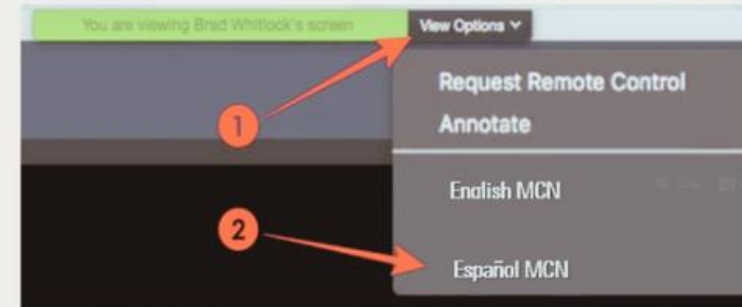 You are viewing Brad Whitlock's screen
View Options
Request Remote Control
Annotate
1
English MCN
2
Español MCN